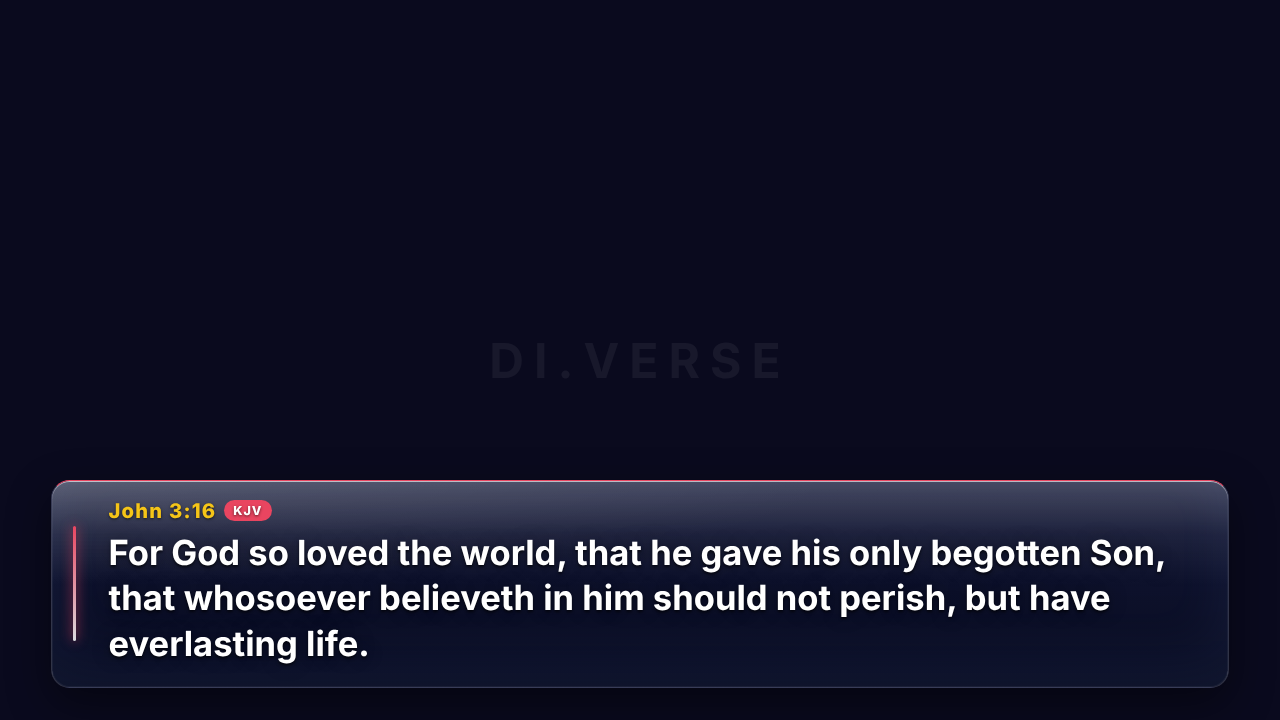 DI.VERSE
John 3:16 KJV
For God so loved the world, that he gave his only begotten Son,
that whosoever believeth in him should not perish, but have
everlasting life.